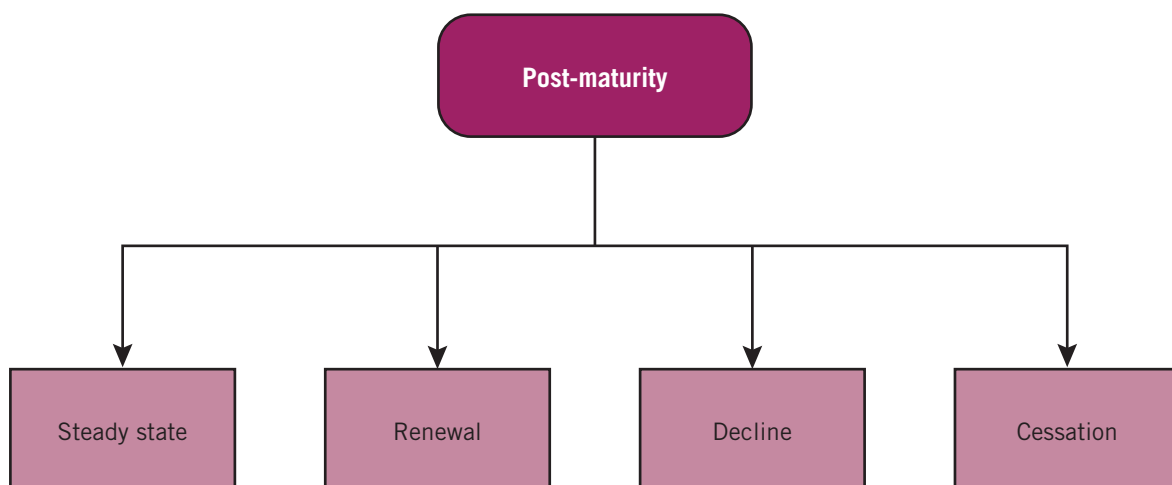 Post-maturity
Steady state
Renewal
Decline
Cessation